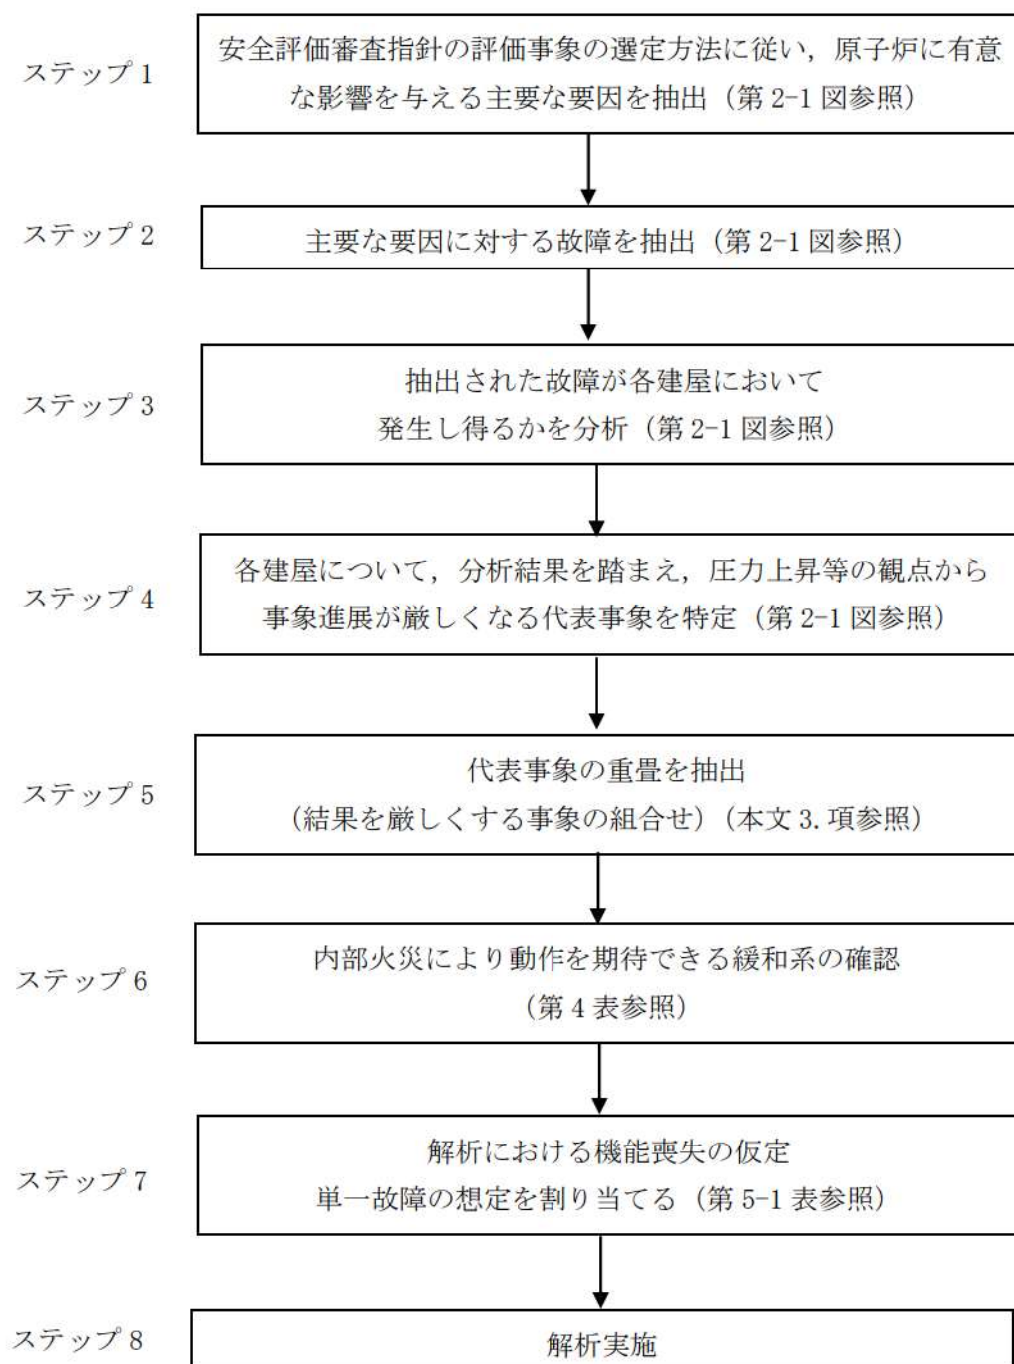 ステップ 1
安全評価審査指針の評価事象の選定方法に従い，原子炉に有意
な影響を与える主要な要因を抽出（第 2-1 図参照）
ステップ 2
主要な要因に対する故障を抽出（第 2-1 図参照）
ステップ 3
抽出された故障が各建屋において
発生し得るかを分析（第 2-1 図参照）
ステップ 4
各建屋について，分析結果を踏まえ，圧力上昇等の観点から
事象進展が厳しくなる代表事象を特定（第 2-1 図参照）
ステップ 5
代表事象の重畳を抽出
（結果を厳しくする事象の組合せ）（本文 3. 項参照）
ステップ 6
内部火災により動作を期待できる緩和系の確認
（第 4 表参照）
ステップ 7
解析における機能喪失の仮定
単一故障の想定を割り当てる（第 5-1 表参照）
ステップ 8
解析実施